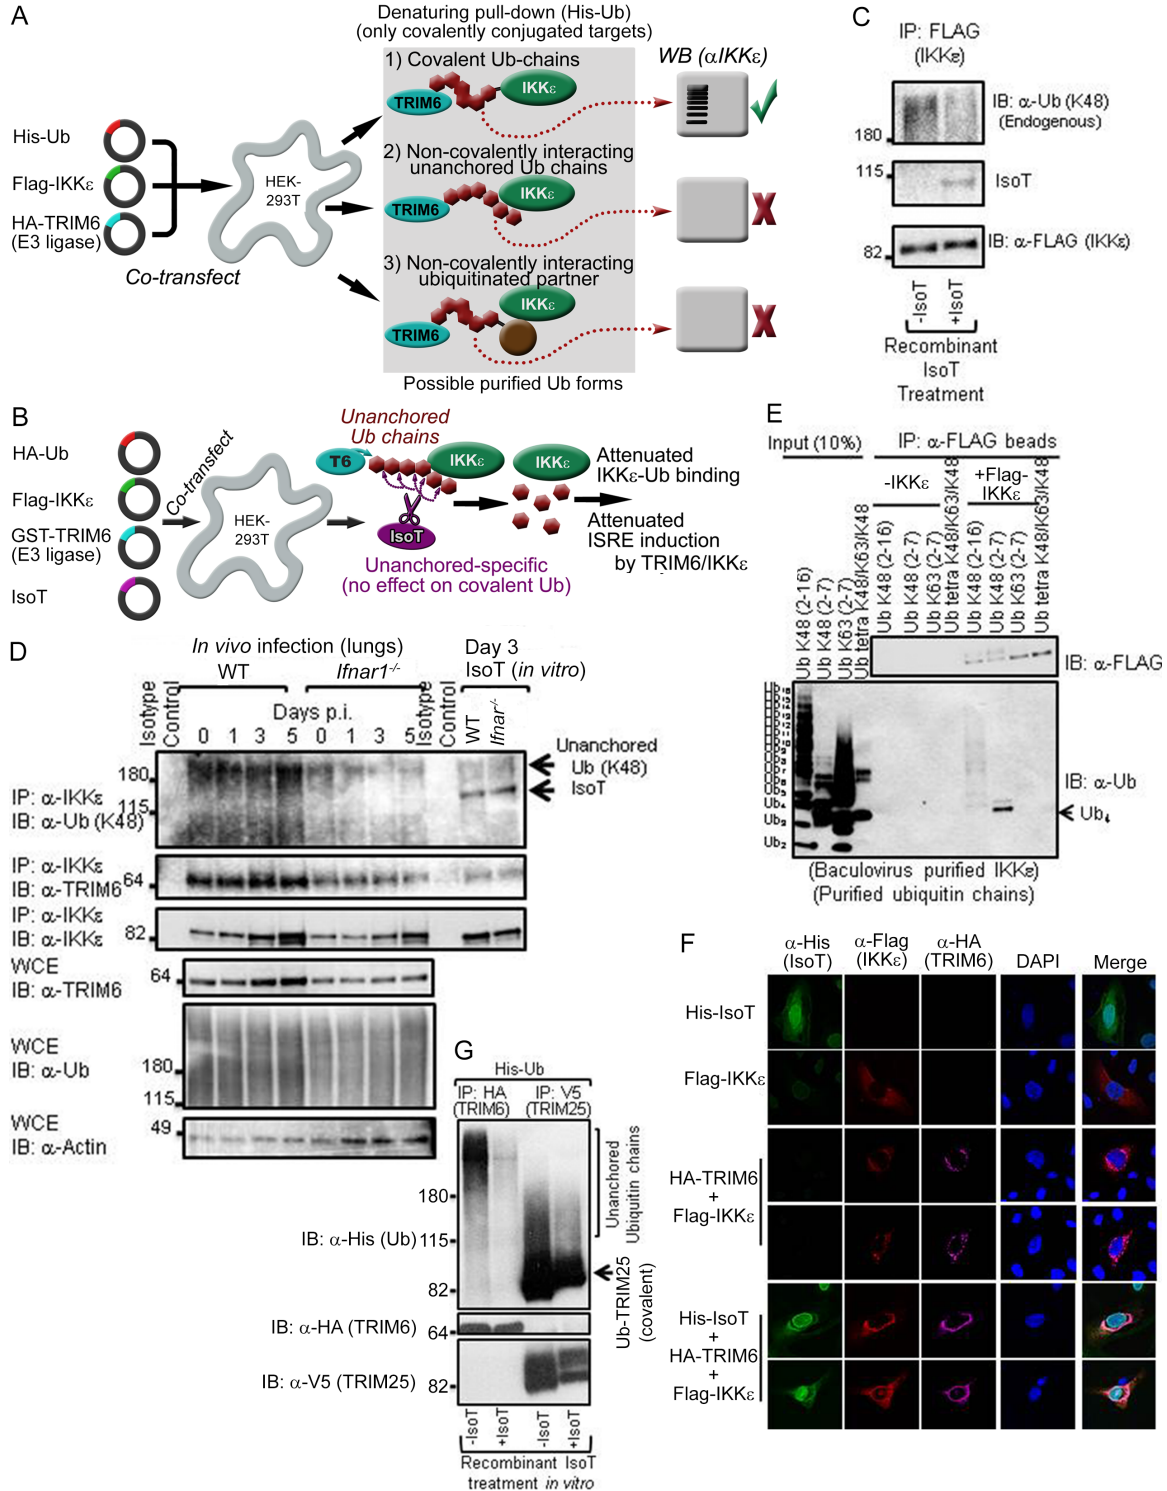 A
Denaturing pull-down (His-Ub)
(only covalently conjugated targets)
WB (αIKKε)
1) Covalent Ub-chains
TRIM6
IKKε
2) Non-covalently interacting
unanchored Ub chains
TRIM6
IKKε
3) Non-covalently interacting
ubiquitinated partner
TRIM6
IKKε
Possible purified Ub forms
His-Ub
Flag-IKKε
HA-TRIM6
(E3 ligase)
Co-transfect
HEK-
293T
B
HA-Ub
Flag-IKKε
GST-TRIM6
(E3 ligase)
IsoT
Co-transfect
HEK-
293T
Unanchored
Ub chains
T6
IKKε
IsoT
Unanchored-specific
(no effect on covalent Ub)
IKKε
Attenuated
IKKε-Ub binding
Attenuated
ISRE induction
by TRIM6/IKKε
C
IP: FLAG
(IKKε)
IB: α-Ub (K48)
(Endogenous)
180
115
IsoT
82
IB: α-FLAG (IKKε)
-IsoT
+IsoT
Recombinant
IsoT
Treatment
D
In vivo infection (lungs)
WT
Ifnar1-/-
Day 3
IsoT (in vitro)
Isotype
Control
Days p.i.
0 1 3 5 0 1 3 5
Isotype
Control
WT
Ifnar-/-
Unanchored
Ub (K48)
IsoT
180
115
IP: α-IKKε
IB: α-Ub (K48)
IP: α-IKKε
IB: α-TRIM6
64
IP: α-IKKε
IB: α-IKKε
82
WCE
IB: α-TRIM6
64
WCE
IB: α-Ub
180
115
WCE
IB: α-Actin
49
E
Input (10%)
IP: α-FLAG beads
-IKKε
+Flag-
IKKε
Ub K48 (2-16)
Ub K48 (2-7)
Ub K63 (2-7)
Ub tetra K48/K63/K48
Ub K48 (2-16)
Ub K48 (2-7)
Ub K63 (2-7)
Ub tetra K48/K63/K48
Ub K48 (2-16)
Ub K48 (2-7)
Ub K63 (2-7)
Ub tetra K48/K63/K48
IB: α-FLAG
Ub5
Ub4
Ub3
Ub2
IB: α-Ub
Ub4
(Baculovirus purified IKKε)
(Purified ubiquitin chains)
F
α-His
(IsoT)
α-Flag
(IKKε)
α-HA
(TRIM6)
DAPI
Merge
His-IsoT
Flag-IKKε
HA-TRIM6
+
Flag-IKKε
His-IsoT
+
HA-TRIM6
+
Flag-IKKε
G
His-Ub
IP: HA
(TRIM6)
IP: V5
(TRIM25)
180
115
82
IB: α-His (Ub)
Unanchored
Ubiquitin chains
Ub-TRIM25
(covalent)
IB: α-HA (TRIM6)
64
IB: α-V5 (TRIM25)
82
-IsoT
+IsoT
-IsoT
+IsoT
Recombinant IsoT
treatment in vitro